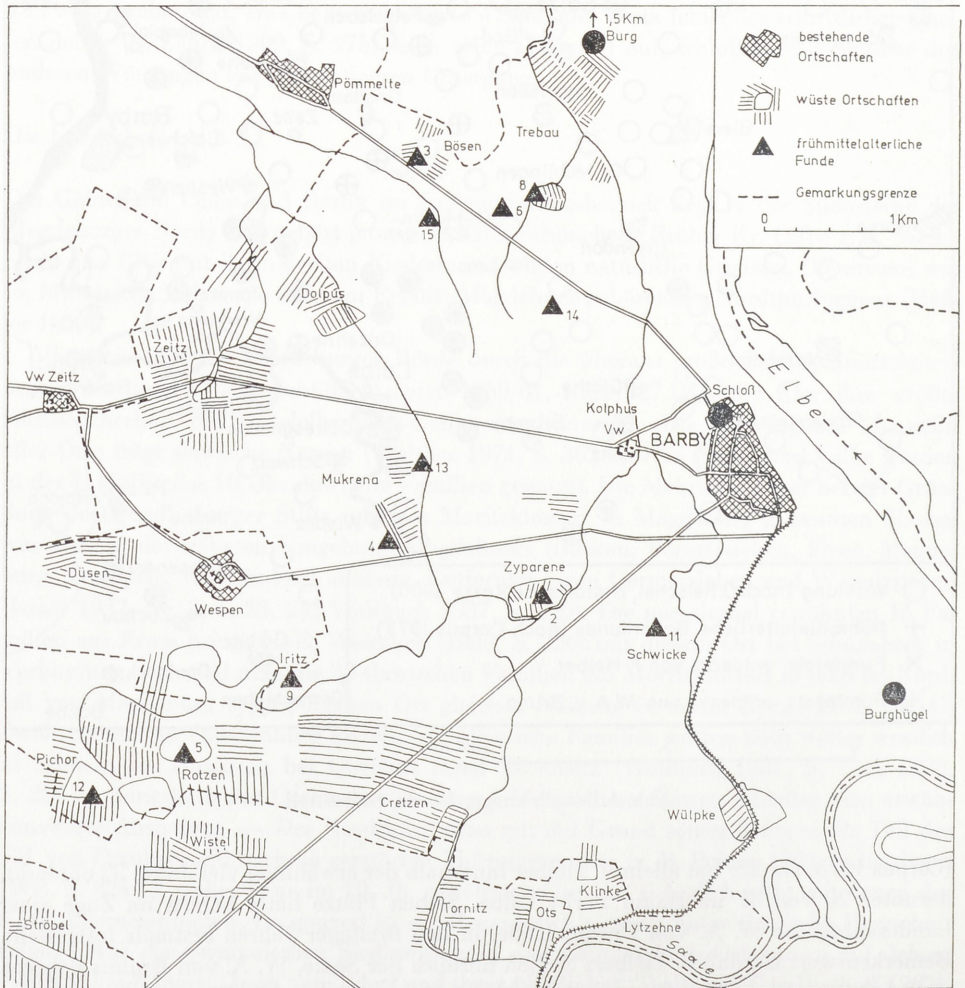 1,5 Km
Burg
bestehende
Ortschaften
Pömmelte
wüste Ortschaften
Trebau
Bösen
3
frühmittelalterliche
Funde
8
6
Gemarkungsgrenze
15
0 1 Km
Dolpus
14
Zeitz
Vw Zeitz
Schloß
Elbe
Kolphus
Vw
BARBY
13
Mukrena
4
Zyparene
Düsen
Wespen
2
11
Schwicke
Iritz
9
Burghügel
5
Pichor
Rotzen
12
Cretzen
Wülpke
Wistel
Klinke
Tornitz
Ots
Ströbel
Lytzehne
Saale